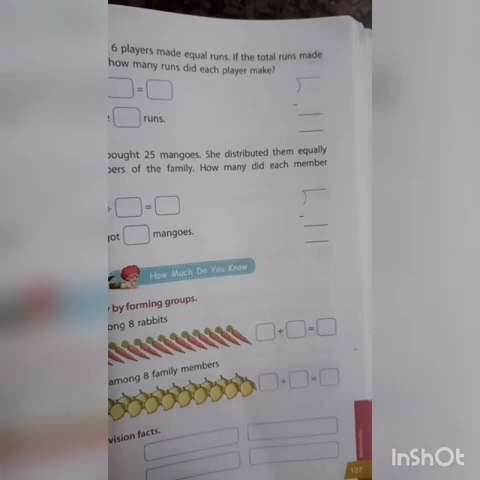 6 players made equal runs. If the total runs made
how many runs did each player make?
=
runs.
bought 25 mangoes. She distributed them equally
bers of the family. How many did each member
÷ =
got mangoes.
How Much Do You Know
by forming groups.
ong 8 rabbits
÷ =
among 8 family members
÷ =
vision facts.
107
InShOt